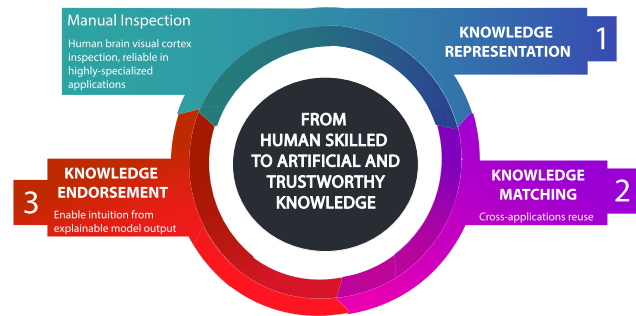 Manual Inspection
Human brain visual cortex
inspection, reliable in
highly-specialized
applications
KNOWLEDGE
REPRESENTATION
1
FROM
HUMAN SKILLED
TO ARTIFICIAL AND
TRUSTWORTHY
KNOWLEDGE
KNOWLEDGE
MATCHING
2
Cross-applications reuse
3
KNOWLEDGE
ENDORSEMENT
Enable intuition from
explainable model output